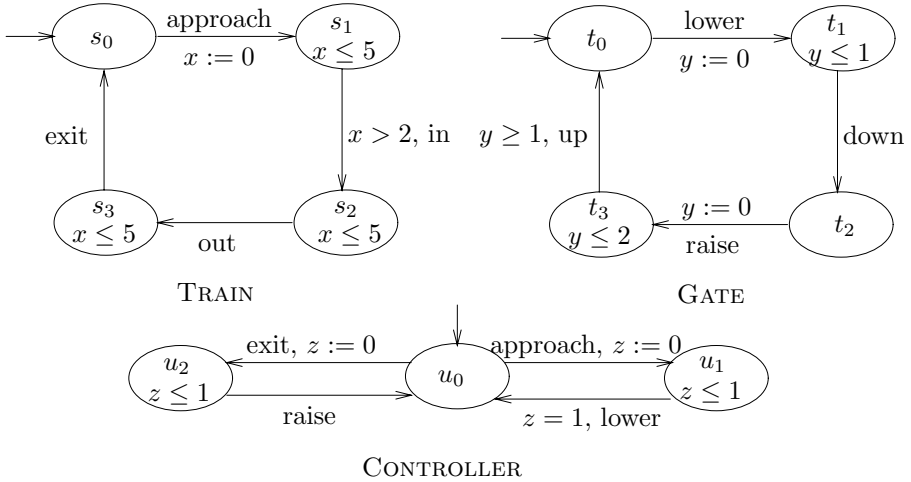 approach
x := 0
s₀
s₁
x ≤ 5
exit
x > 2, in
s₃
x ≤ 5
out
s₂
x ≤ 5
TRAIN
lower
y := 0
t₀
t₁
y ≤ 1
y ≥ 1, up
down
t₃
y ≤ 2
y := 0
raise
t₂
GATE
exit, z := 0
approach, z := 0
u₂
z ≤ 1
u₀
u₁
z ≤ 1
raise
z = 1, lower
CONTROLLER